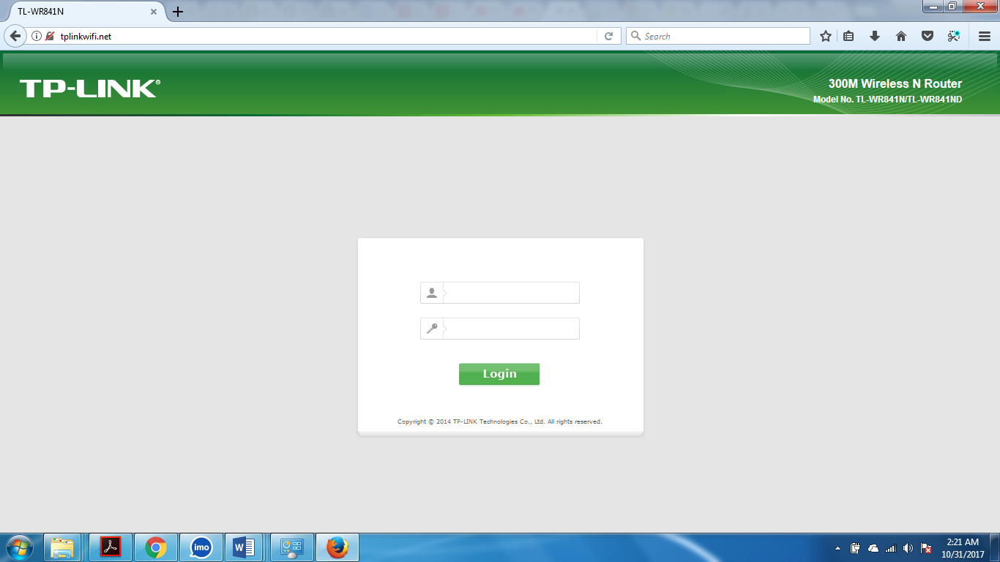 TL-WR841N
tplinkwifi.net
Search
TP-LINK®
300M Wireless N Router
Model No. TL-WR841N/TL-WR841ND
Login
Copyright © 2014 TP-LINK Technologies Co., Ltd. All rights reserved.
imo
W
2:21 AM
10/31/2017